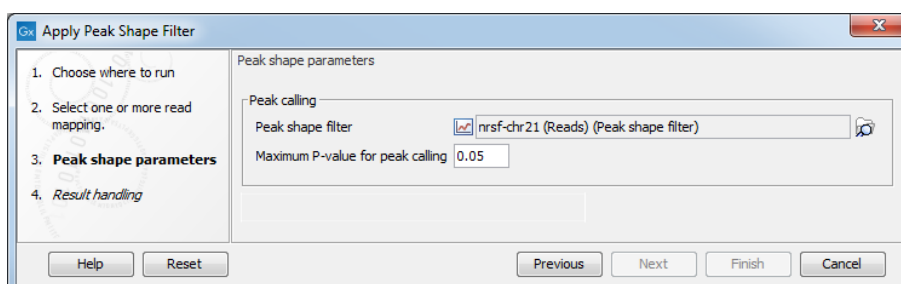 Gx Apply Peak Shape Filter
1. Choose where to run
2. Select one or more read
mapping.
3. Peak shape parameters
4. Result handling
Peak shape parameters
Peak calling
Peak shape filter nrsf-chr21 (Reads) (Peak shape filter)
Maximum P-value for peak calling 0.05
Help Reset Previous Next Finish Cancel